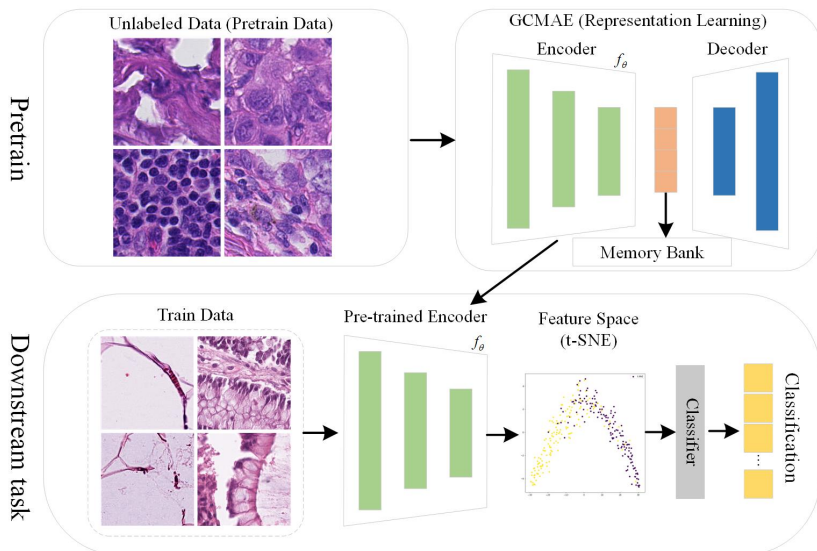 Pretrain
Unlabeled Data (Pretrain Data)
GCMAE (Representation Learning)
Encoder
Decoder
fθ
Memory Bank
Downstream task
Train Data
Pre-trained Encoder
fθ
Feature Space
(t-SNE)
Classifier
Classification